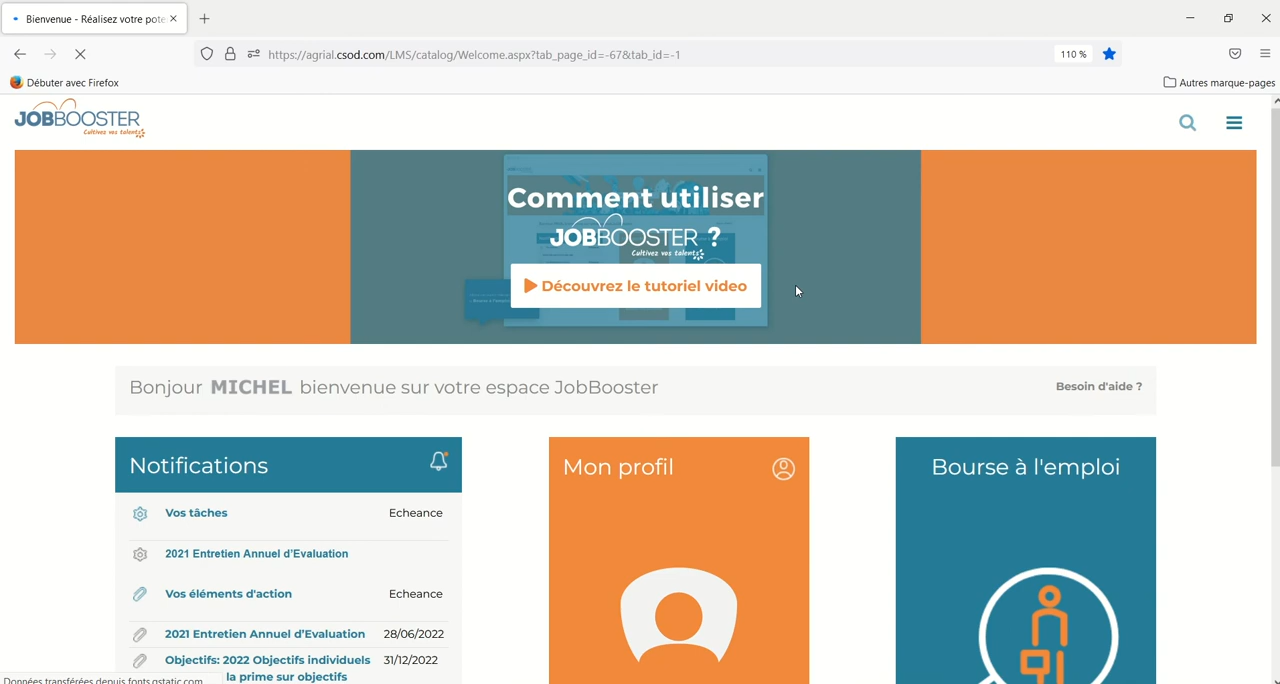 Bienvenue - Réalisez votre pote
https://agrial.csod.com/LMS/catalog/Welcome.aspx?tab_page_id=-67&tab_id=-1
110 %
Débuter avec Firefox
Autres marque-pages
JOBBOOSTER
Cultivez vos talents
Comment utiliser
JOBBOOSTER ?
Cultivez vos talents
Découvrez le tutoriel video
Bonjour MICHEL bienvenue sur votre espace JobBooster
Besoin d'aide ?
Notifications
Vos tâches Echeance
2021 Entretien Annuel d'Evaluation
Vos éléments d'action Echeance
2021 Entretien Annuel d'Evaluation 28/06/2022
Objectifs: 2022 Objectifs individuels 31/12/2022
la prime sur objectifs
Mon profil
Bourse à l'emploi
Données transférées depuis fonts.gstatic.com